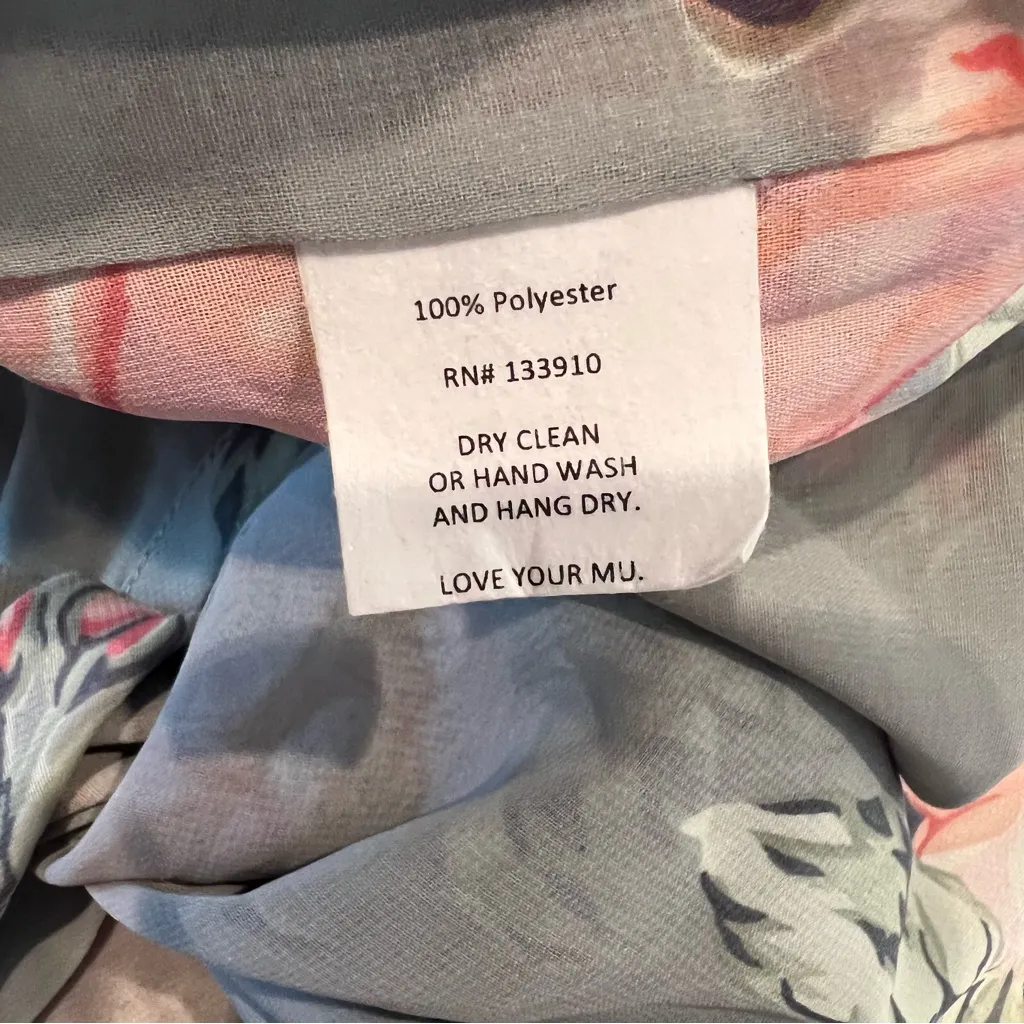 100% Polyester
RN# 133910
DRY CLEAN
OR HAND WASH
AND HANG DRY.
LOVE YOUR MU.